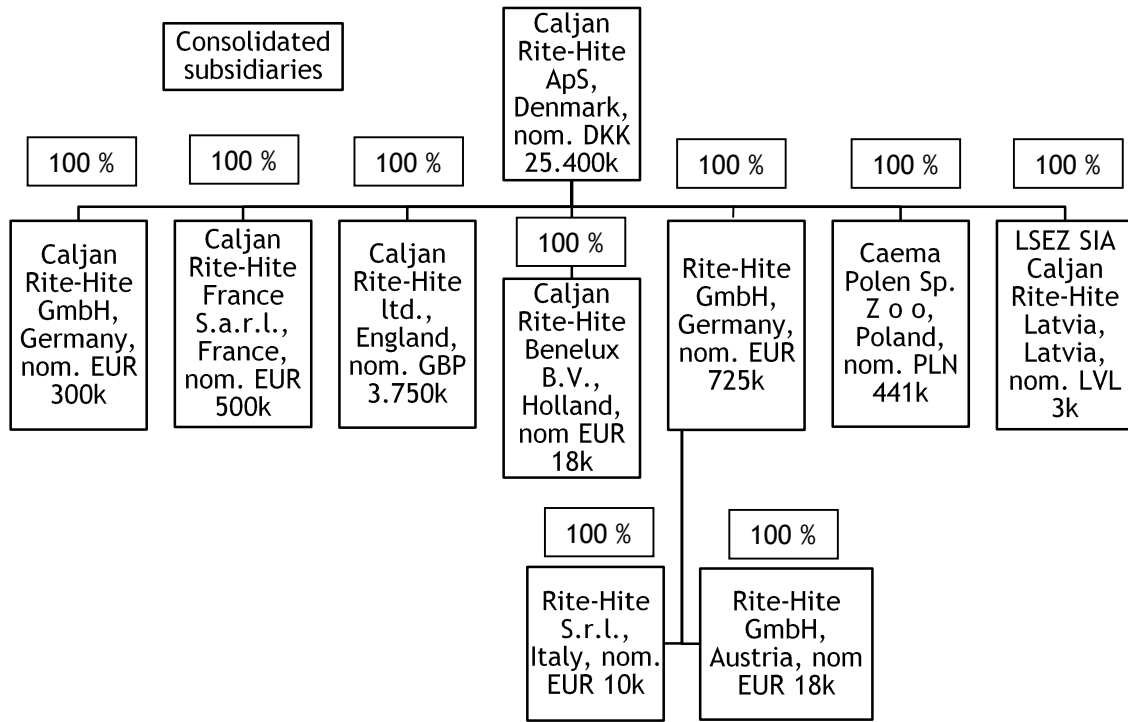 Consolidated
subsidiaries
Caljan
Rite-Hite
ApS,
Denmark,
nom. DKK
25.400k
100 %
100 %
100 %
100 %
100 %
100 %
100 %
Caljan
Rite-Hite
GmbH,
Germany,
nom. EUR
300k
Caljan
Rite-Hite
France
S.a.r.l.,
France,
nom. EUR
500k
Caljan
Rite-Hite
ltd.,
England,
nom. GBP
3.750k
Caljan
Rite-Hite
Benelux
B.V.,
Holland,
nom EUR
18k
Rite-Hite
GmbH,
Germany,
nom. EUR
725k
Caema
Polen Sp.
Z o o,
Poland,
nom. PLN
441k
LSEZ SIA
Caljan
Rite-Hite
Latvia,
Latvia,
nom. LVL
3k
100 %
100 %
Rite-Hite
S.r.l.,
Italy, nom.
EUR 10k
Rite-Hite
GmbH,
Austria, nom
EUR 18k